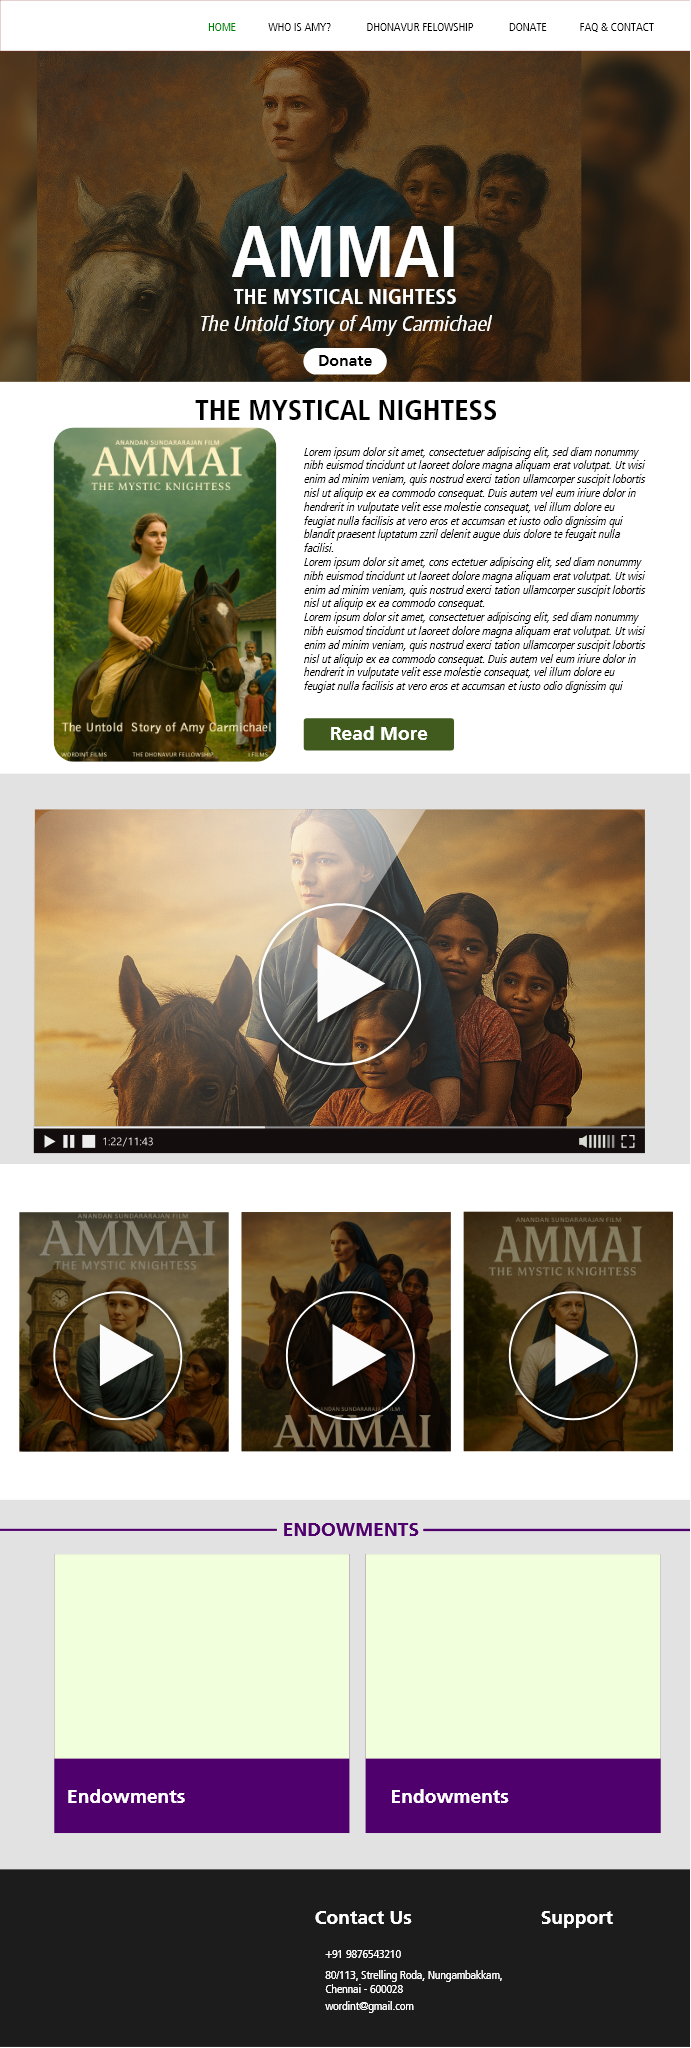 HOME WHO IS AMY? DHONAVUR FELOWSHIP DONATE FAQ & CONTACT
AMMAI
THE MYSTICAL NIGHTESS
The Untold Story of Amy Carmichael
Donate
THE MYSTICAL NIGHTESS
ANANDAN SUNDARARAJAN FILM
AMMAI
THE MYSTIC KNIGHTESS
The Untold Story of Amy Carmichael
WORDINT FILMS THE DHONAVUR FELLOWSHIP I FILMS
Lorem ipsum dolor sit amet, consectetuer adipiscing elit, sed diam nonummy
nibh euismod tincidunt ut laoreet dolore magna aliquam erat volutpat. Ut wisi
enim ad minim veniam, quis nostrud exerci tation ullamcorper suscipit lobortis
nisl ut aliquip ex ea commodo consequat. Duis autem vel eum iriure dolor in
hendrerit in vulputate velit esse molestie consequat, vel illum dolore eu
feugiat nulla facilisis at vero eros et accumsan et iusto odio dignissim qui
blandit praesent luptatum zzril delenit augue duis dolore te feugait nulla
facilisi.
Lorem ipsum dolor sit amet, cons ectetuer adipiscing elit, sed diam nonummy
nibh euismod tincidunt ut laoreet dolore magna aliquam erat volutpat. Ut wisi
enim ad minim veniam, quis nostrud exerci tation ullamcorper suscipit lobortis
nisl ut aliquip ex ea commodo consequat.
Lorem ipsum dolor sit amet, consectetuer adipiscing elit, sed diam nonummy
nibh euismod tincidunt ut laoreet dolore magna aliquam erat volutpat. Ut wisi
enim ad minim veniam, quis nostrud exerci tation ullamcorper suscipit lobortis
nisl ut aliquip ex ea commodo consequat. Duis autem vel eum iriure dolor in
hendrerit in vulputate velit esse molestie consequat, vel illum dolore eu
feugiat nulla facilisis at vero eros et accumsan et iusto odio dignissim qui
Read More
1:22/11:43
ANANDAN SUNDARARAJAN FILM
AMMAI
THE MYSTIC KNIGHTESS
ANANDAN SUNDARARAJAN FILM
AMMAI
ANANDAN SUNDARARAJAN FILM
AMMAI
THE MYSTIC KNIGHTESS
ENDOWMENTS
Endowments
Endowments
Contact Us
+91 9876543210
80/113, Strelling Roda, Nungambakkam,
Chennai - 600028
wordint@gmail.com
Support